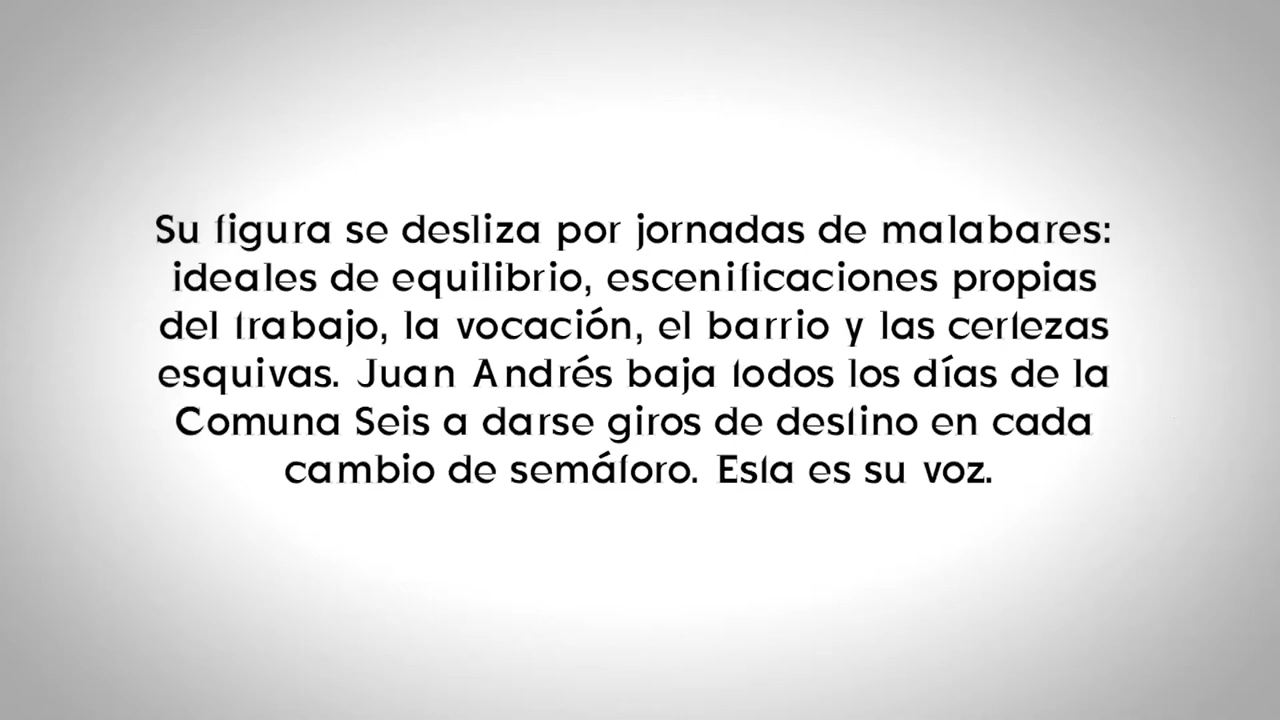 Su figura se desliza por jornadas de malabares:
ideales de equilibrio, escenificaciones propias
del trabajo, la vocación, el barrio y las certezas
esquivas. Juan Andrés baja todos los días de la
Comuna Seis a darse giros de destino en cada
cambio de semáforo. Esta es su voz.